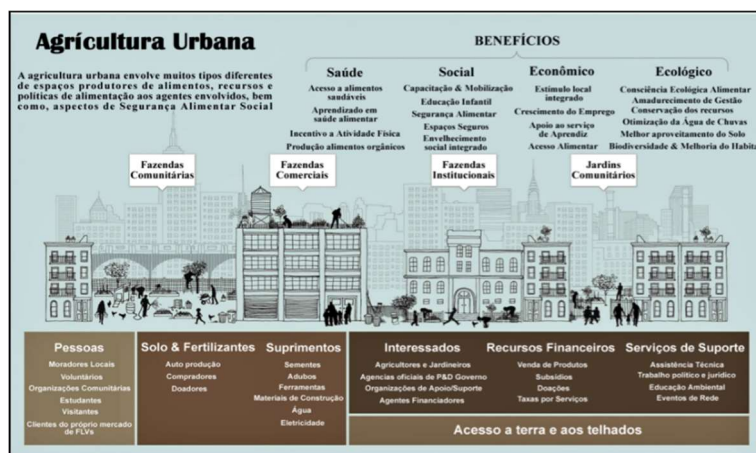 Agrícultura Urbana
A agricultura urbana envolve muitos tipos diferentes
de espaços produtores de alimentos, recursos e
políticas de alimentação aos agentes envolvidos, bem
como, aspectos de Segurança Alimentar Social
BENEFÍCIOS
Saúde
Acesso a alimentos
saudáveis
Aprendizado em
saúde alimentar
Incentivo a Atividade Física
Produção alimentos orgânicos
Social
Capacitação & Mobilização
Educação Infantil
Segurança Alimentar
Espaços Seguros
Envelhecimento
social integrado
Econômico
Estimulo local
integrado
Crescimento do Emprego
Apoio ao serviço
de Aprendiz
Acesso Alimentar
Ecológico
Consciência Ecológica Alimentar
Amadurecimento de Gestão
Conservação dos recursos
Otimização da Água de Chuvas
Melhor aproveitamento do Solo
Biodiversidade & Melhoria do Habita
Fazendas
Comunitárias
Fazendas
Comerciais
Fazendas
Institucionais
Jardins
Comunitários
Pessoas
Moradores Locais
Voluntários
Organizações Comunitárias
Estudantes
Visitantes
Clientes do próprio mercado
de FLVs
Solo & Fertilizantes
Auto produção
Compradores
Doadores
Suprimentos
Sementes
Adubos
Ferramentas
Materiais de Construção
Água
Eletricidade
Interessados
Agricultores e Jardineiros
Agencias oficiais de P&D Governo
Organizações de Apoio/Suporte
Agentes Financiadores
Recursos Financeiros
Venda de Produtos
Subsídios
Doações
Taxas por Serviços
Serviços de Suporte
Assistência Técnica
Trabalho político e jurídico
Educação Ambiental
Eventos de Rede
Acesso a terra e aos telhados